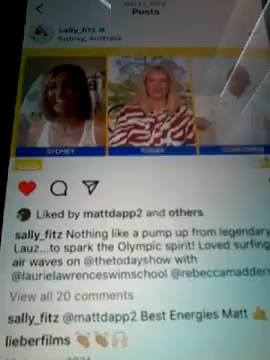 Posts
sally_fitz
Sydney, Australia
SYDNEY
Liked by mattdapp2 and others
sally_fitz Nothing like a pump up from legendary
Lauz...to spark the Olympic spirit! Loved surfing
air waves on @thetodayshow with
@laurielawrenceswimschool @rebeccamaddern
View all 20 comments
sally_fitz @mattdapp2 Best Energies Matt
lieberfilms